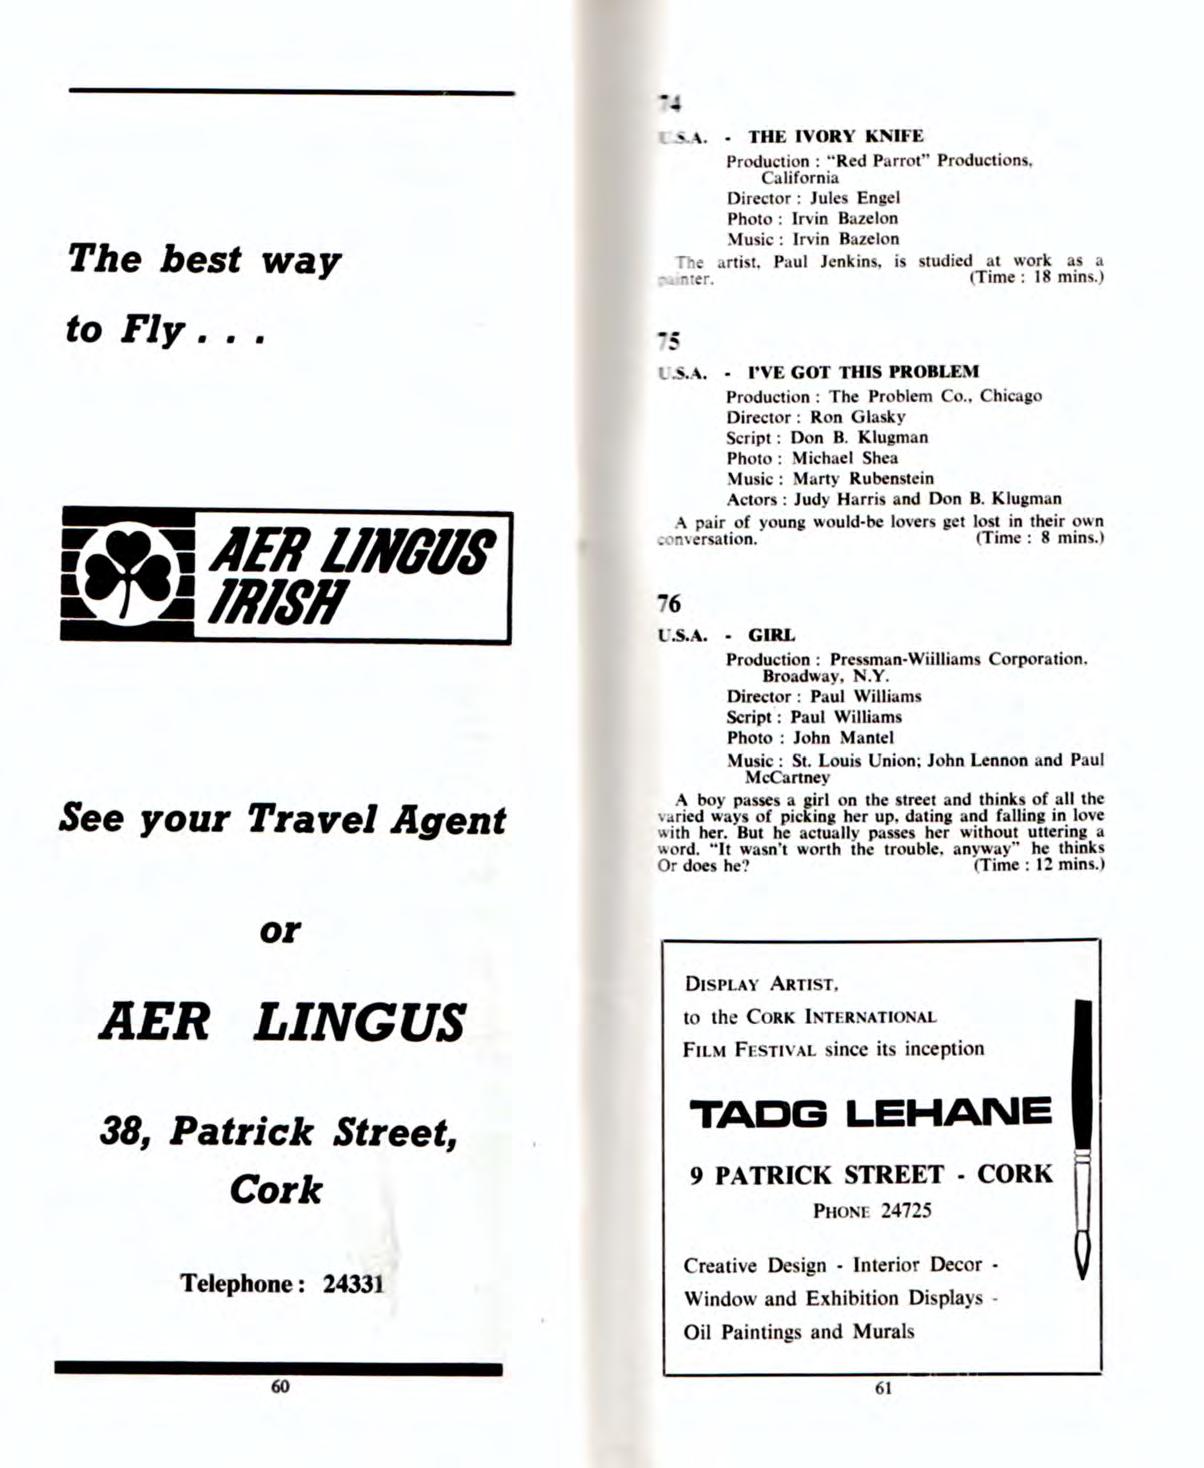 The best way
to Fly . . .
AER LINGUS
IRISH
See your Travel Agent
or
AER LINGUS
38, Patrick Street,
Cork
Telephone : 24331
60
74
U.S.A. - THE IVORY KNIFE
Production : "Red Parrot" Productions,
California
Director : Jules Engel
Photo : Irvin Bazelon
Music : Irvin Bazelon
The artist, Paul Jenkins, is studied at work as a
painter. (Time : 18 mins.)
75
U.S.A. - I'VE GOT THIS PROBLEM
Production : The Problem Co., Chicago
Director : Ron Glasky
Script : Don B. Klugman
Photo : Michael Shea
Music : Marty Rubenstein
Actors : Judy Harris and Don B. Klugman
A pair of young would-be lovers get lost in their own
conversation. (Time : 8 mins.)
76
U.S.A. - GIRL
Production : Pressman-Wiilliams Corporation,
Broadway, N.Y.
Director : Paul Williams
Script : Paul Williams
Photo : John Mantel
Music : St. Louis Union; John Lennon and Paul
McCartney
A boy passes a girl on the street and thinks of all the
varied ways of picking her up, dating and falling in love
with her. But he actually passes her without uttering a
word. "It wasn't worth the trouble, anyway" he thinks
Or does he? (Time : 12 mins.)
DISPLAY ARTIST,
to the CORK INTERNATIONAL
FILM FESTIVAL since its inception
TADG LEHANE
9 PATRICK STREET - CORK
PHONE 24725
Creative Design - Interior Decor -
Window and Exhibition Displays -
Oil Paintings and Murals
61